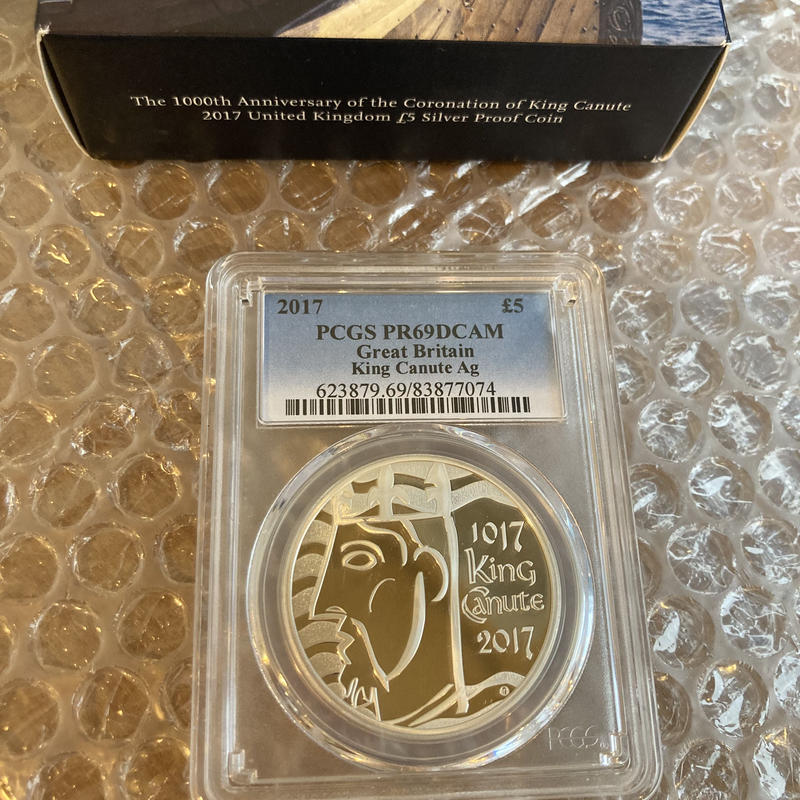 The 1000th Anniversary of the Coronation of King Canute
2017 United Kingdom £5 Silver Proof Coin
2017 £5
PCGS PR69DCAM
Great Britain
King Canute Ag
623879.69/83877074
1017
King
Canute
2017
PCGS